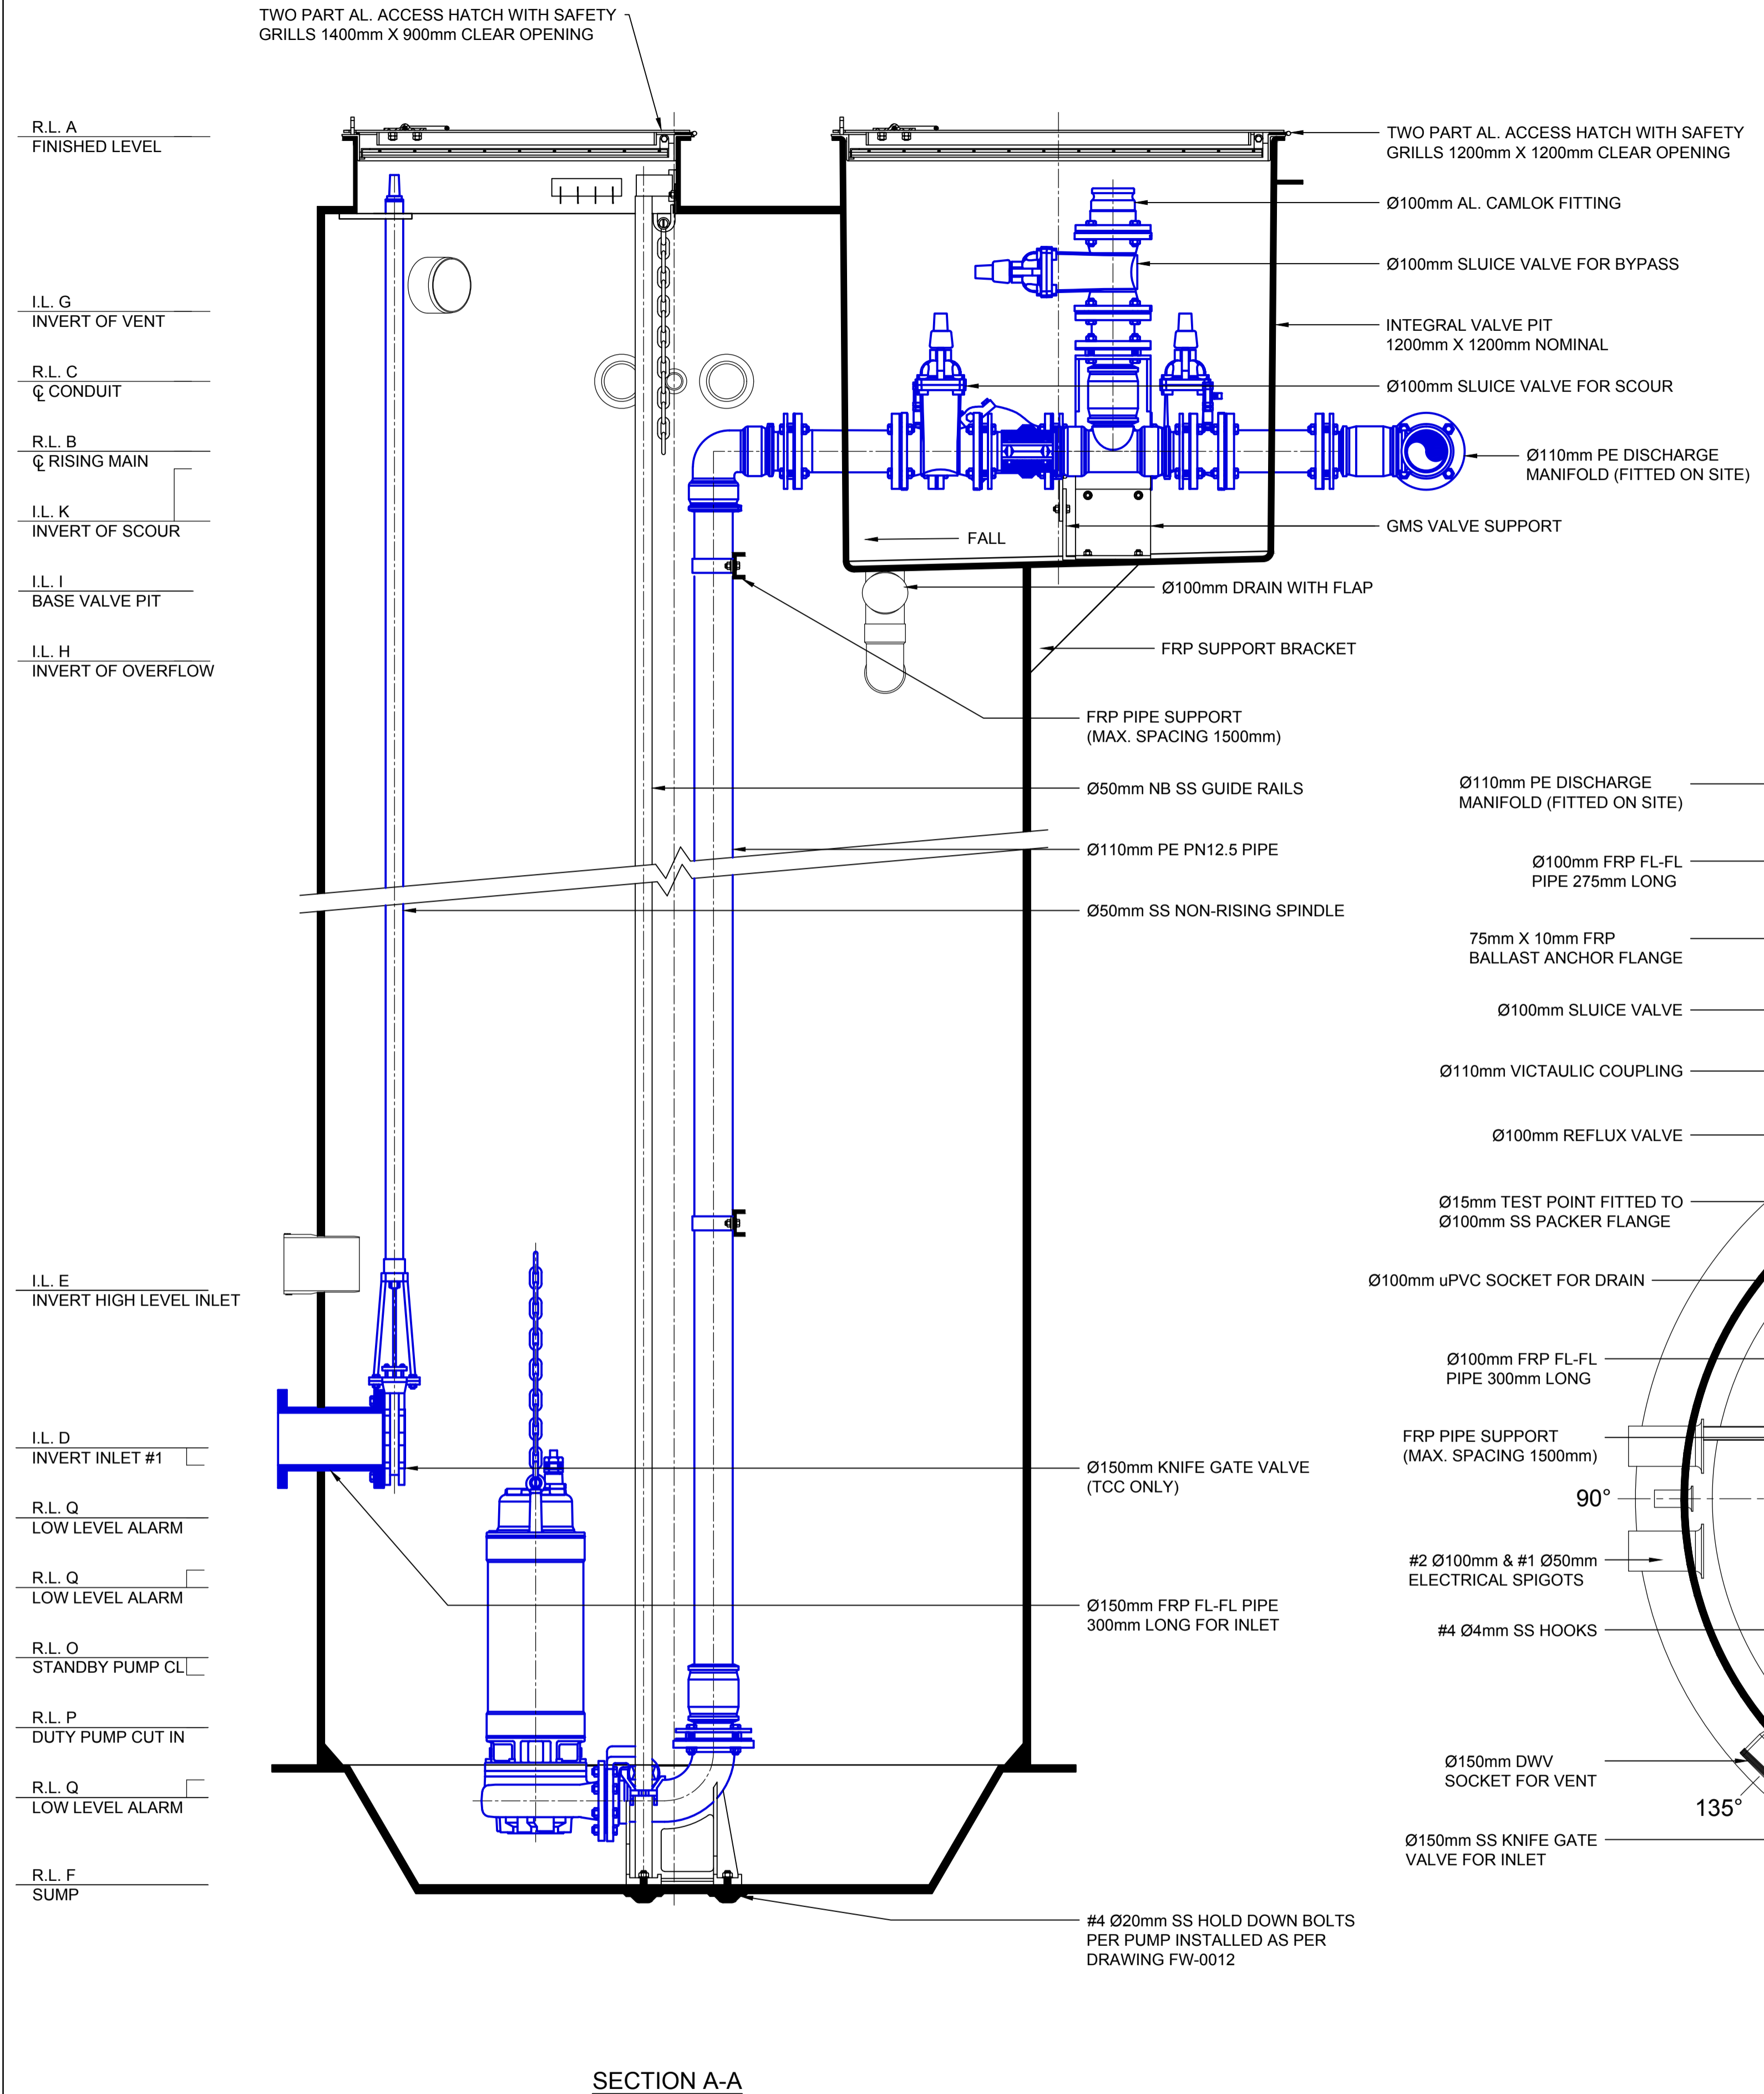 TWO PART AL. ACCESS HATCH WITH SAFETY
GRILLS 1400mm X 900mm CLEAR OPENING
R.L. A
FINISHED LEVEL
I.L. G
INVERT OF VENT
R.L. C
℄ CONDUIT
R.L. B
℄ RISING MAIN
I.L. K
INVERT OF SCOUR
I.L. I
BASE VALVE PIT
I.L. H
INVERT OF OVERFLOW
I.L. E
INVERT HIGH LEVEL INLET
I.L. D
INVERT INLET #1
R.L. Q
LOW LEVEL ALARM
R.L. Q
LOW LEVEL ALARM
R.L. O
STANDBY PUMP CL
R.L. P
DUTY PUMP CUT IN
R.L. Q
LOW LEVEL ALARM
R.L. F
SUMP
TWO PART AL. ACCESS HATCH WITH SAFETY
GRILLS 1200mm X 1200mm CLEAR OPENING
Ø100mm AL. CAMLOK FITTING
Ø100mm SLUICE VALVE FOR BYPASS
INTEGRAL VALVE PIT
1200mm X 1200mm NOMINAL
Ø100mm SLUICE VALVE FOR SCOUR
Ø110mm PE DISCHARGE
MANIFOLD (FITTED ON SITE)
GMS VALVE SUPPORT
FALL
Ø100mm DRAIN WITH FLAP
FRP SUPPORT BRACKET
FRP PIPE SUPPORT
(MAX. SPACING 1500mm)
Ø50mm NB SS GUIDE RAILS
Ø110mm PE PN12.5 PIPE
Ø50mm SS NON-RISING SPINDLE
Ø150mm KNIFE GATE VALVE
(TCC ONLY)
Ø150mm FRP FL-FL PIPE
300mm LONG FOR INLET
#4 Ø20mm SS HOLD DOWN BOLTS
PER PUMP INSTALLED AS PER
DRAWING FW-0012
Ø110mm PE DISCHARGE
MANIFOLD (FITTED ON SITE)
Ø100mm FRP FL-FL
PIPE 275mm LONG
75mm X 10mm FRP
BALLAST ANCHOR FLANGE
Ø100mm SLUICE VALVE
Ø110mm VICTAULIC COUPLING
Ø100mm REFLUX VALVE
Ø15mm TEST POINT FITTED TO
Ø100mm SS PACKER FLANGE
Ø100mm uPVC SOCKET FOR DRAIN
Ø100mm FRP FL-FL
PIPE 300mm LONG
FRP PIPE SUPPORT
(MAX. SPACING 1500mm)
90°
#2 Ø100mm & #1 Ø50mm
ELECTRICAL SPIGOTS
#4 Ø4mm SS HOOKS
Ø150mm DWV
SOCKET FOR VENT
135°
Ø150mm SS KNIFE GATE
VALVE FOR INLET
SECTION A-A